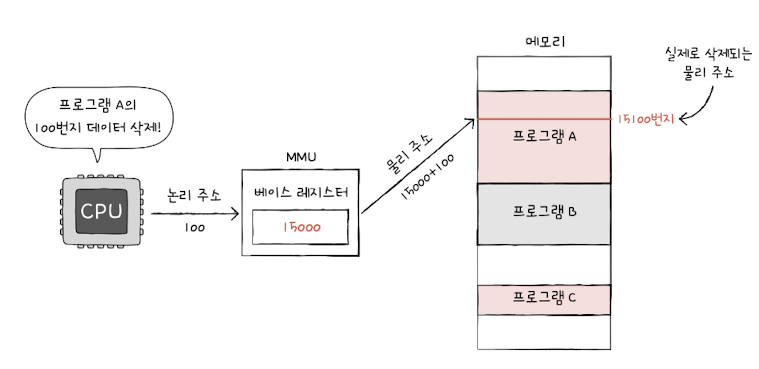 프로그램 A의
100번지 데이터 삭제!
CPU
논리 주소
100
MMU
베이스 레지스터
15000
물리 주소
15000+100
메모리
프로그램 A
프로그램 B
프로그램 C
15100번지
실제로 삭제되는
물리 주소